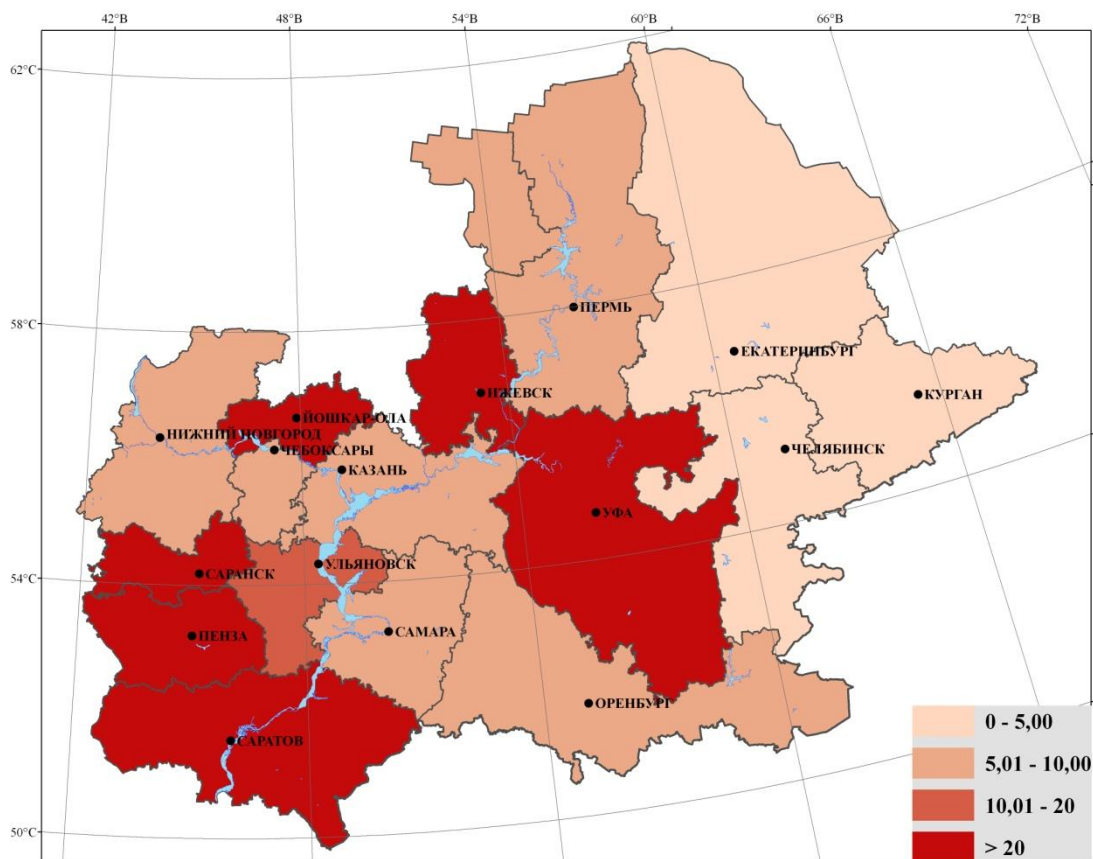 42°В 48°В 54°В 60°В 66°В 72°В
62°С
58°С
54°С
50°С
ПЕРМЬ
ЕКАТЕРИНБУРГ
КУРГАН
ИЖЕВСК
ЙОШКАР-ОЛА
НИЖНИЙ НОВГОРОД
ЧЕБОКСАРЫ
ЧЕЛЯБИНСК
КАЗАНЬ
УФА
УЛЬЯНОВСК
САРАНСК
САМАРА
ПЕНЗА
ОРЕНБУРГ
САРАТОВ
0 - 5,00
5,01 - 10,00
10,01 - 20
> 20